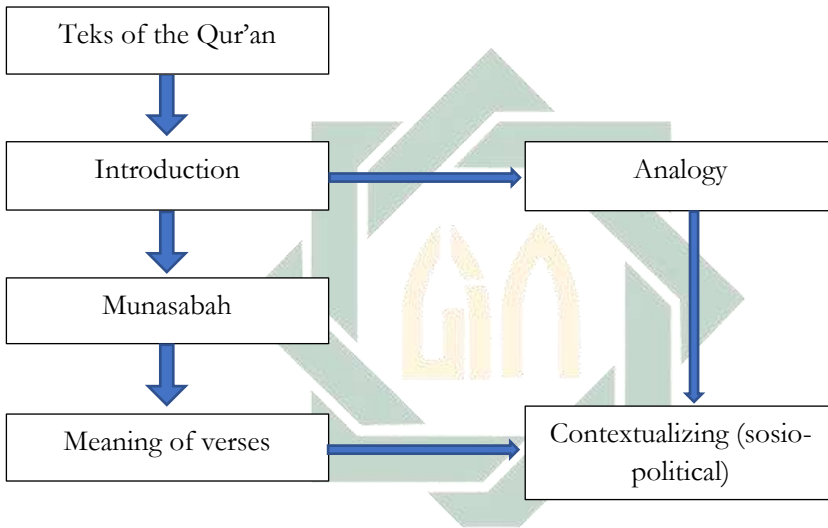 Teks of the Qur’an
Introduction
Analogy
Munasabah
Meaning of verses
Contextualizing (sosio-
political)